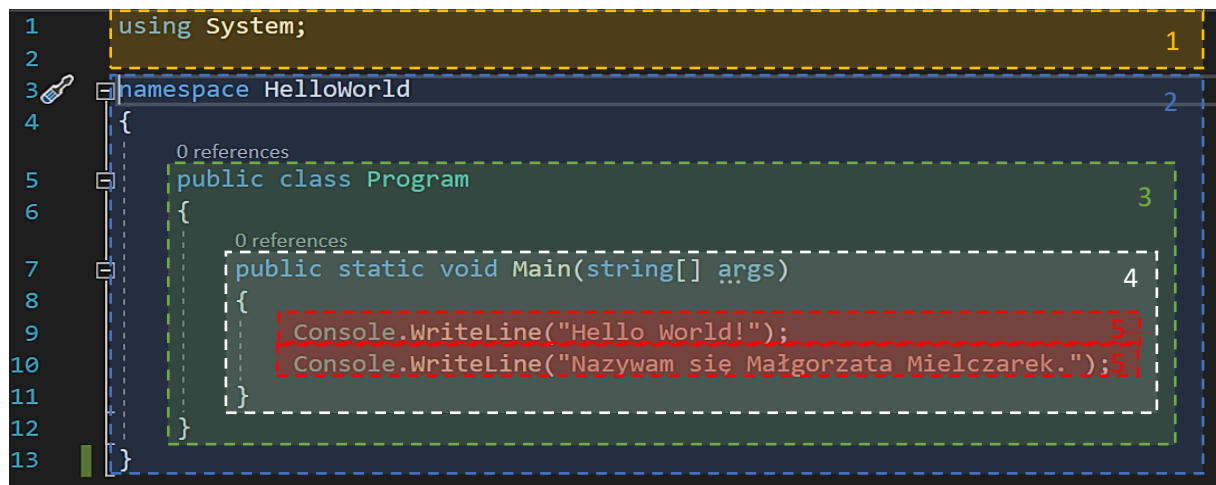 1 using System; 1
2
3 namespace HelloWorld 2
4 {
0 references
5 public class Program 3
6 {
0 references
7 public static void Main(string[] args) 4
8 {
9 Console.WriteLine("Hello World!"); 5
10 Console.WriteLine("Nazywam się Małgorzata Mielczarek."); 5
11 }
12 }
13 }